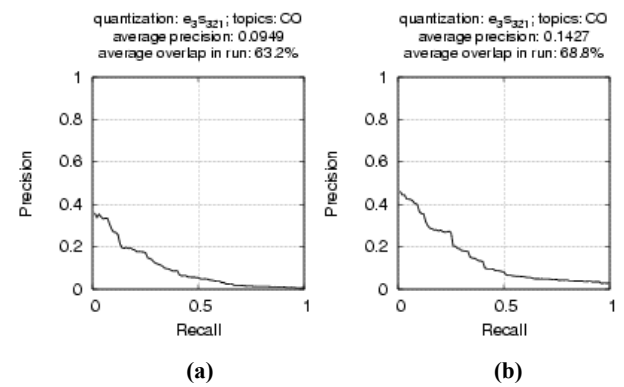 quantization: e3s321; topics: CO
average precision: 0.0949
average overlap in run: 63.2%
1
0.8
0.6
0.4
0.2
0
Precision
0
0.5
1
Recall
(a)
quantization: e3s321; topics: CO
average precision: 0.1427
average overlap in run: 68.8%
1
0.8
0.6
0.4
0.2
0
Precision
0
0.5
1
Recall
(b)